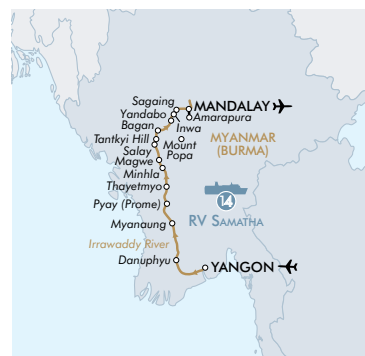 Sagaing
MANDALAY
Yandabo
Amarapura
Bagan
Inwa
Tantkyi Hill
MYANMAR
(BURMA)
Mount
Popa
Salay
Magwe
Minhla
Thayetmyo
14
Pyay (Prome)
RV SAMATHA
Myanaung
Irrawaddy River
Danuphyu
YANGON